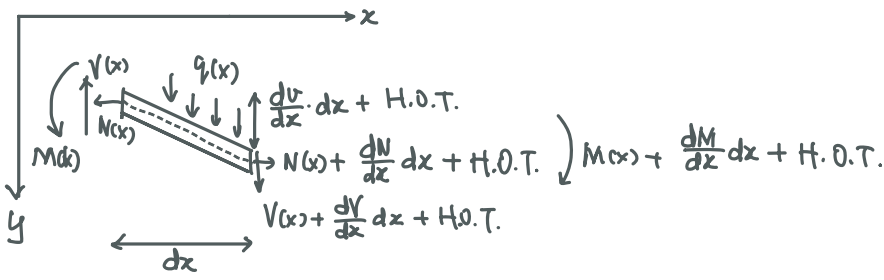 x
V(x)
q(x)
dv/dx · dx + H.O.T.
N(x)
M(x)
N(x) + dN/dx dx + H.O.T.
M(x) + dM/dx dx + H.O.T.
V(x) + dV/dx dx + H.O.T.
y
dx